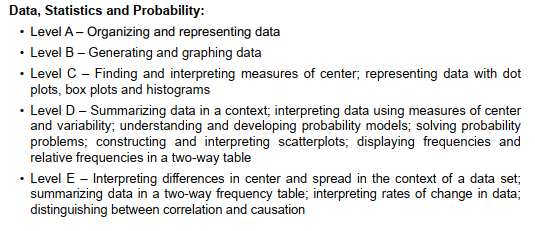 Data, Statistics and Probability:
• Level A – Organizing and representing data
• Level B – Generating and graphing data
• Level C – Finding and interpreting measures of center; representing data with dot
plots, box plots and histograms
• Level D – Summarizing data in a context; interpreting data using measures of center
and variability; understanding and developing probability models; solving probability
problems; constructing and interpreting scatterplots; displaying frequencies and
relative frequencies in a two-way table
• Level E – Interpreting differences in center and spread in the context of a data set;
summarizing data in a two-way frequency table; interpreting rates of change in data;
distinguishing between correlation and causation